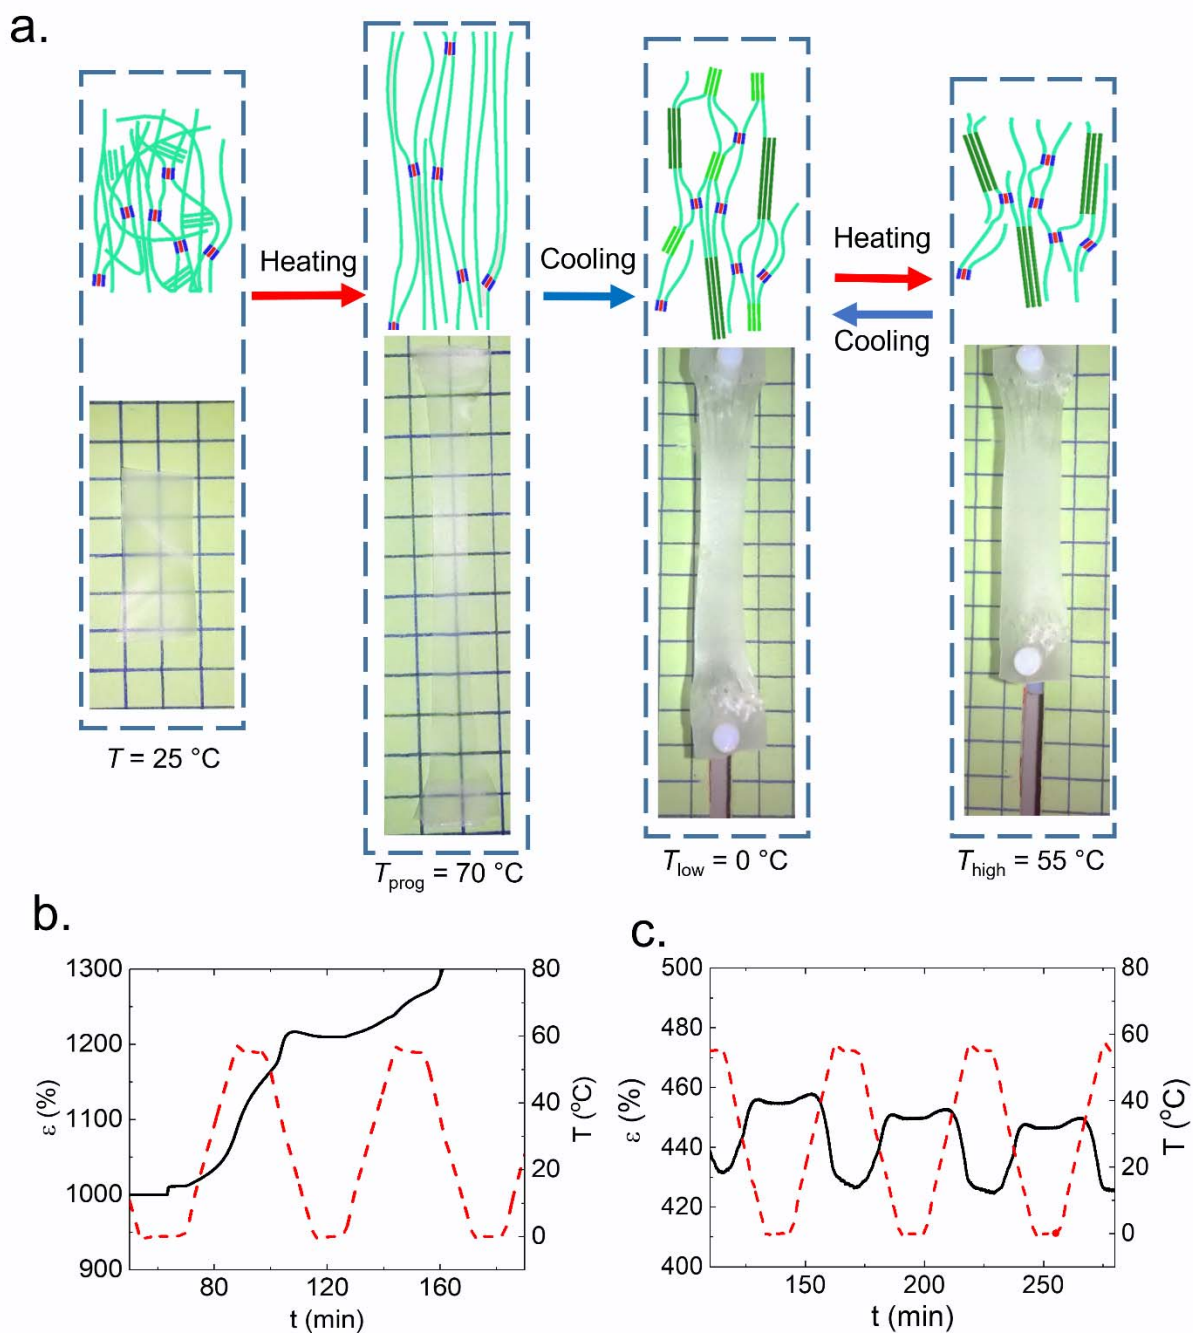 a.
Heating
Cooling
Heating
Cooling
T = 25 °C
Tprog = 70 °C
Tlow = 0 °C
Thigh = 55 °C
b.
1300
1200
1100
1000
900
ε (%)
80
60
40
20
0
T (°C)
80
120
160
t (min)
c.
500
480
460
440
420
400
ε (%)
80
60
40
20
0
T (°C)
150
200
250
t (min)